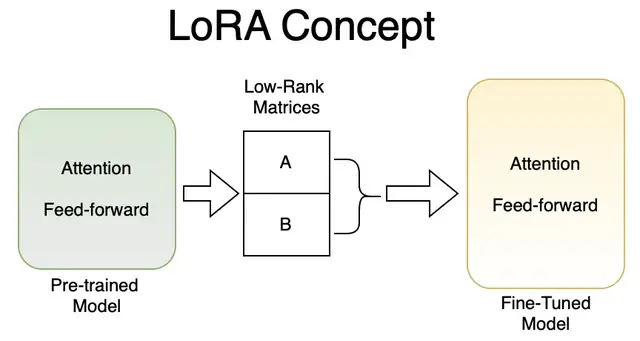 LoRA Concept
Low-Rank
Matrices
Attention
Feed-forward
Pre-trained
Model
A
B
Attention
Feed-forward
Fine-Tuned
Model